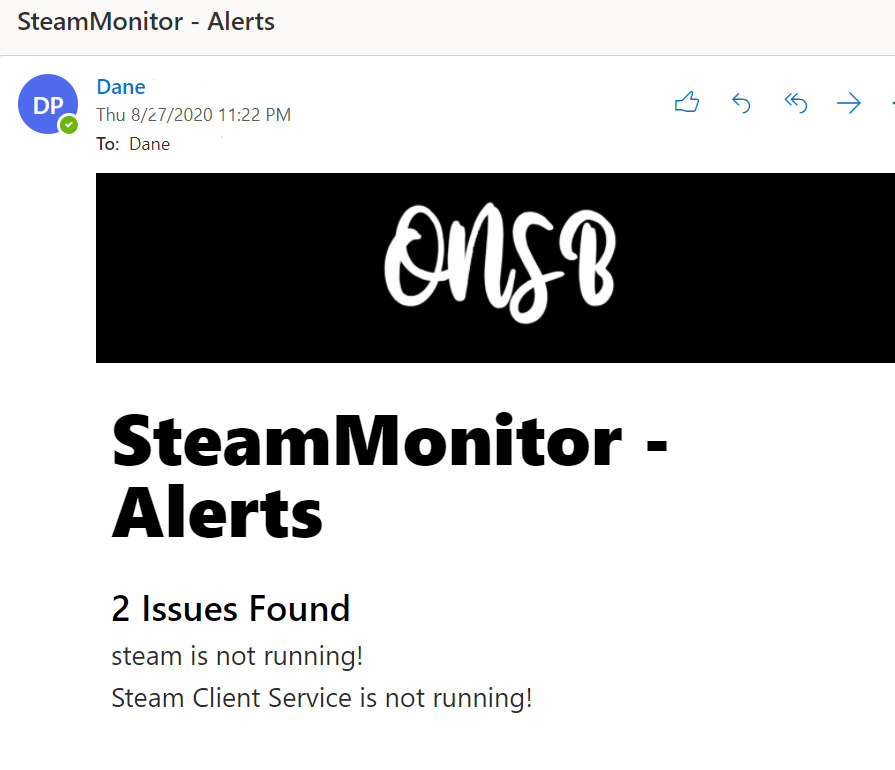 SteamMonitor - Alerts
DP
Dane
Thu 8/27/2020 11:22 PM
To: Dane
ONSB
SteamMonitor -
Alerts
2 Issues Found
steam is not running!
Steam Client Service is not running!